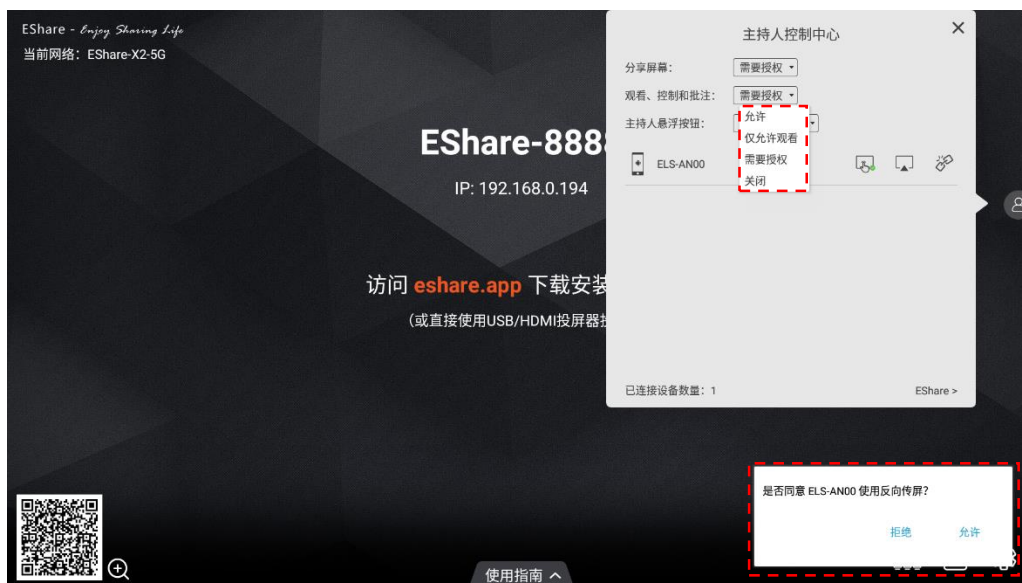 EShare - Enjoy Sharing Life
当前网络：EShare-X2-5G
EShare-888
IP: 192.168.0.194
访问 eshare.app 下载安装
（或直接使用USB/HDMI投屏器
使用指南
主持人控制中心
分享屏幕：
需要授权
观看、控制和批注：
需要授权
允许
仅允许观看
需要授权
关闭
主持人悬浮按钮：
ELS-AN00
已连接设备数量：1
EShare >
是否同意 ELS-AN00 使用反向传屏？
拒绝
允许